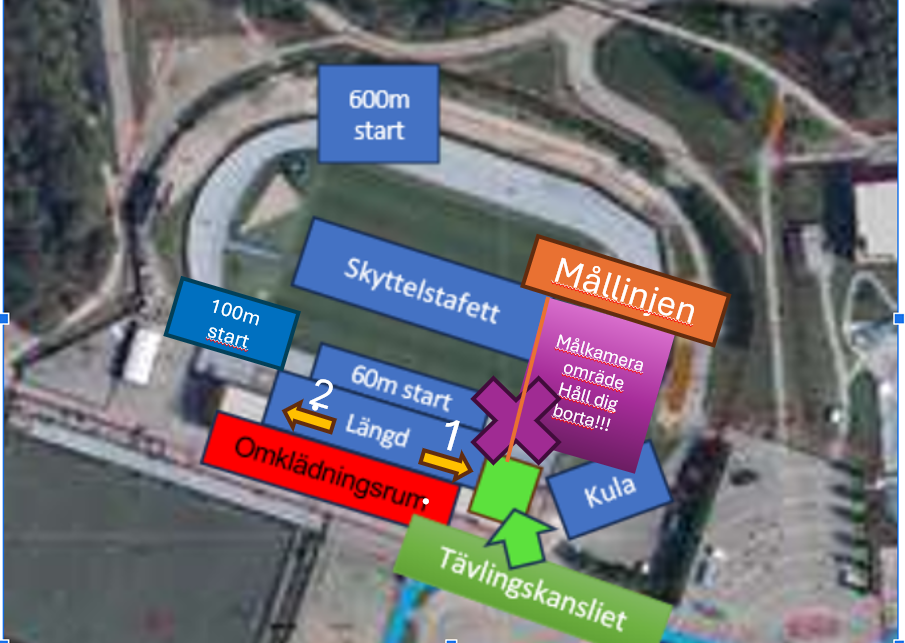 600m
start
Skyttelstafett
Mållinjen
100m
start
Målkamera
område
Håll dig
borta!!!
60m start
2
Längd
1
Omklädningsrum
Kula
Tävlingskansliet